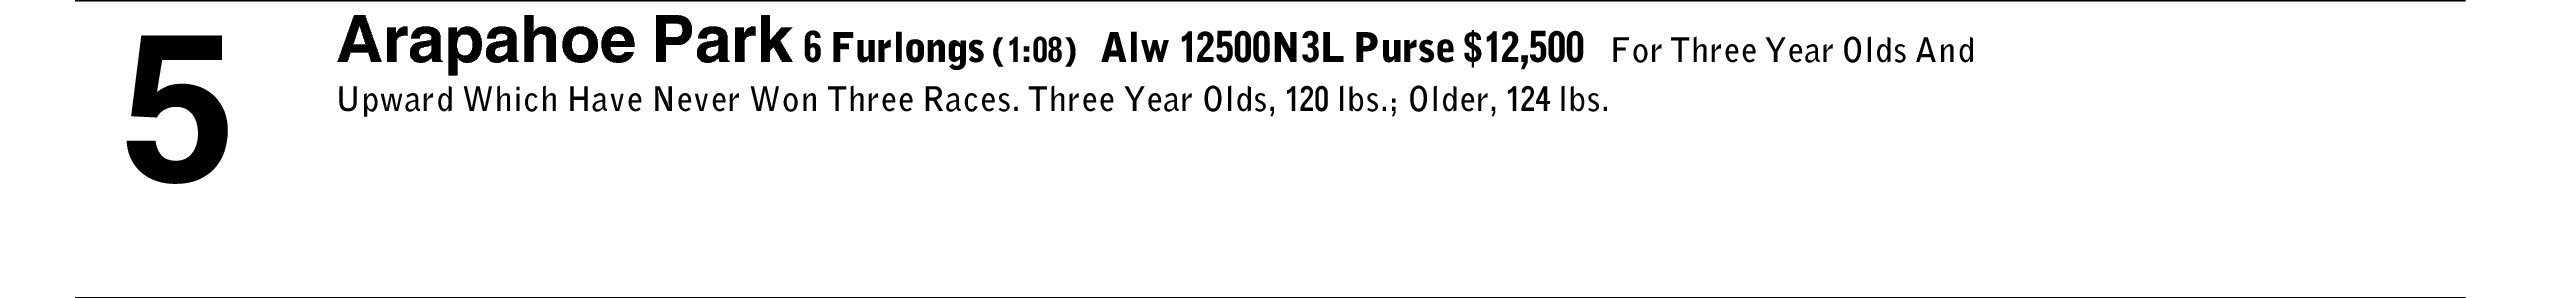 5
Arapahoe Park 6 Furlongs (1:08) Alw 12500N3L Purse $12,500 For Three Year Olds And
Upward Which Have Never Won Three Races. Three Year Olds, 120 lbs.; Older, 124 lbs.